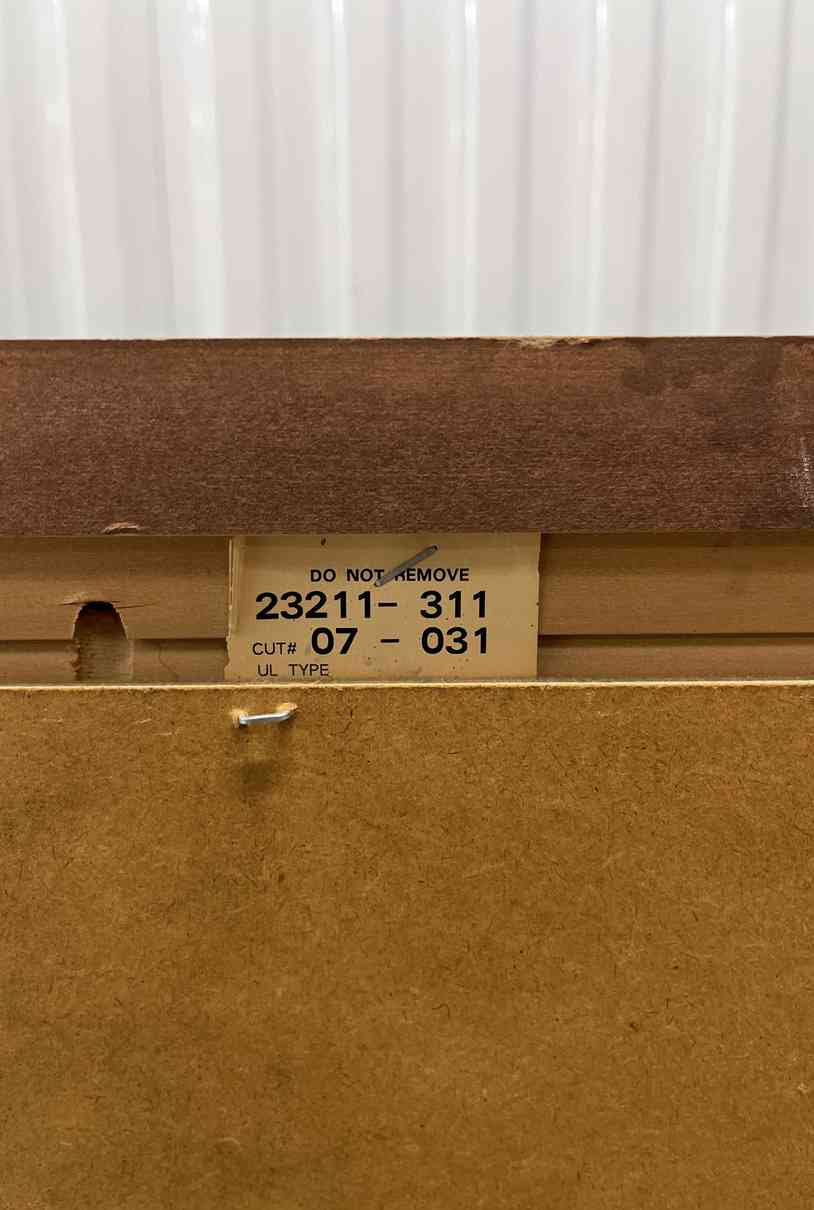 DO NOT REMOVE
23211- 311
CUT# 07 - 031
UL TYPE